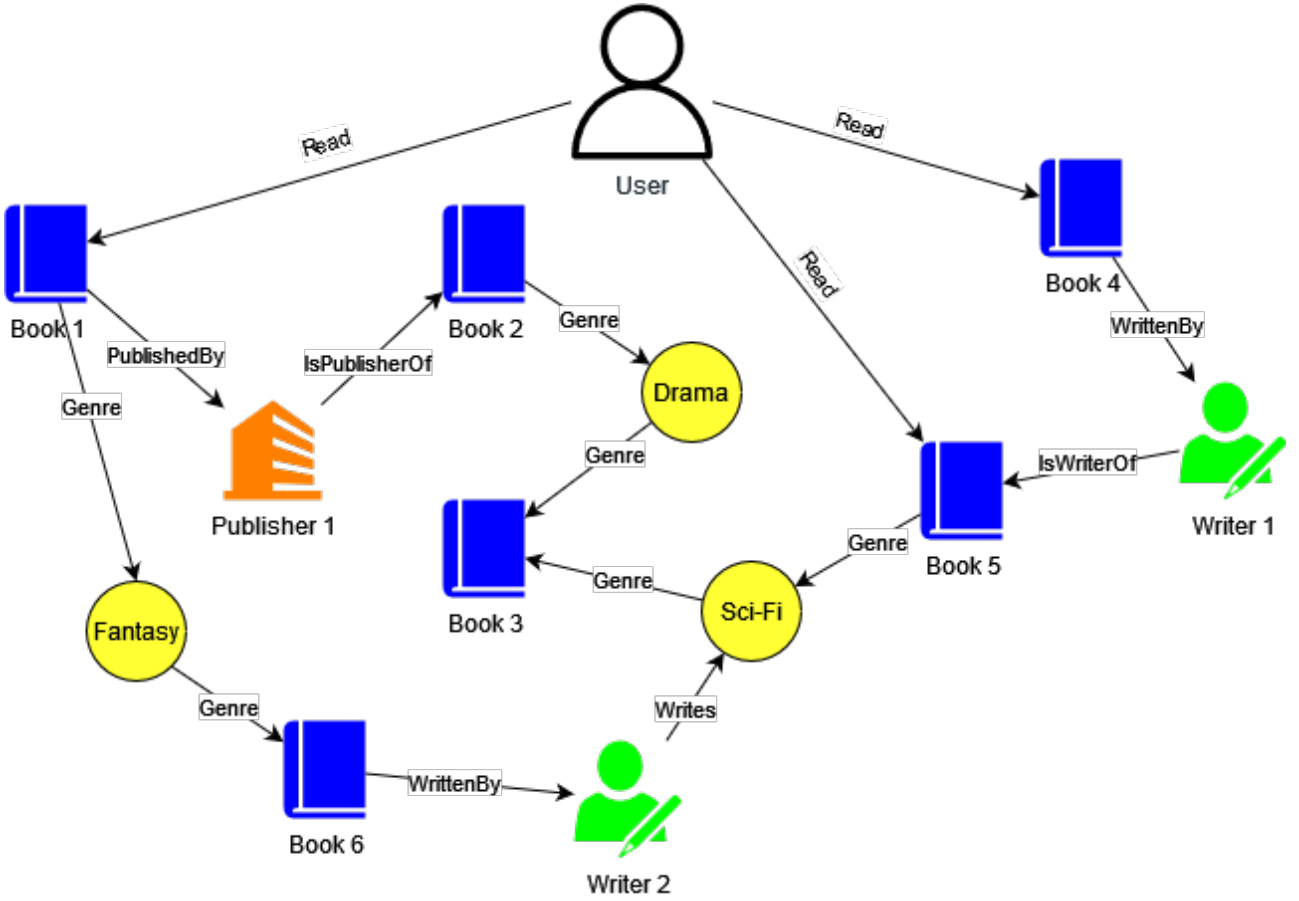 User
Read
Read
Read
Book 1
Book 2
Book 4
Genre
WrittenBy
PublishedBy
IsPublisherOf
Drama
Genre
Genre
IsWriterOf
Publisher 1
Writer 1
Genre
Book 5
Genre
Book 3
Sci-Fi
Fantasy
Genre
Writes
WrittenBy
Book 6
Writer 2